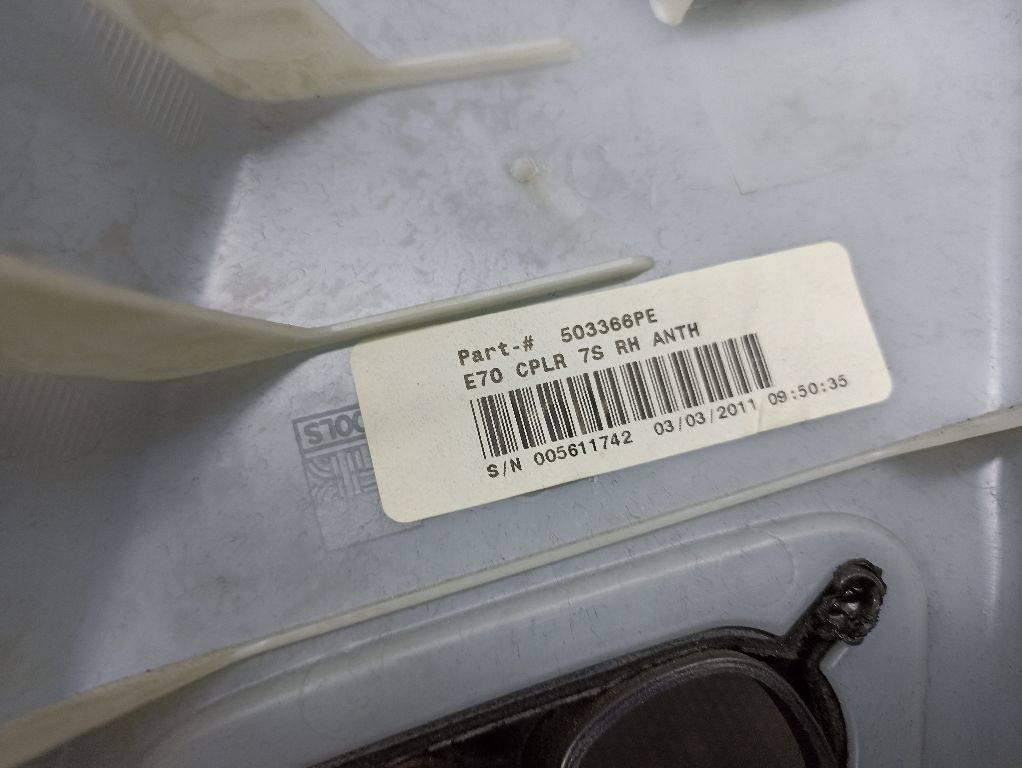 Part-# 503366PE
E70 CPLR 7S RH ANTH
S/N 005611742 03/03/2011 09:50:35